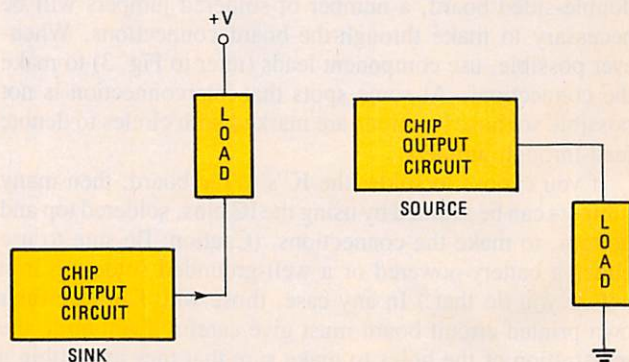 +V
L
O
A
D
CHIP
OUTPUT
CIRCUIT
SINK
CHIP
OUTPUT
CIRCUIT
SOURCE
L
O
A
D